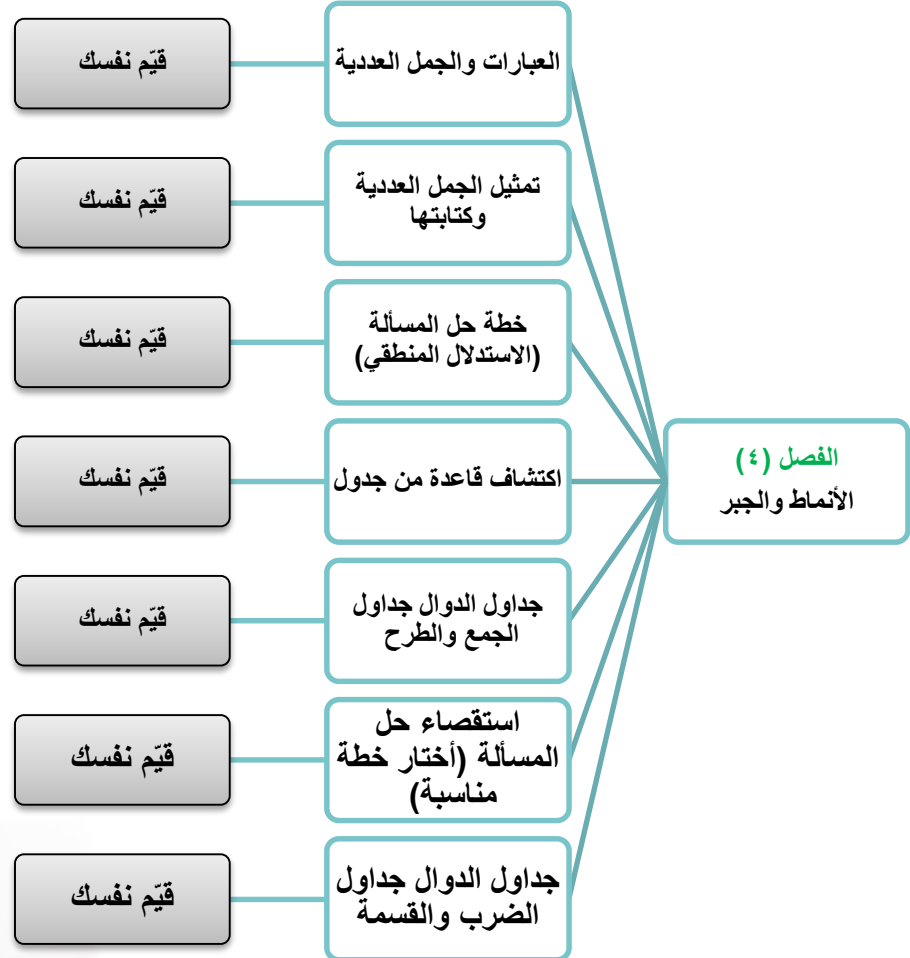 الفصل (٤)
الأنماط والجبر
العبارات والجمل العددية
قيّم نفسك
تمثيل الجمل العددية
وكتابتها
قيّم نفسك
خطة حل المسألة
(الاستدلال المنطقي)
قيّم نفسك
اكتشاف قاعدة من جدول
قيّم نفسك
جداول الدوال جداول
الجمع والطرح
قيّم نفسك
استقصاء حل
المسألة (أختار خطة
مناسبة)
قيّم نفسك
جداول الدوال جداول
الضرب والقسمة
قيّم نفسك